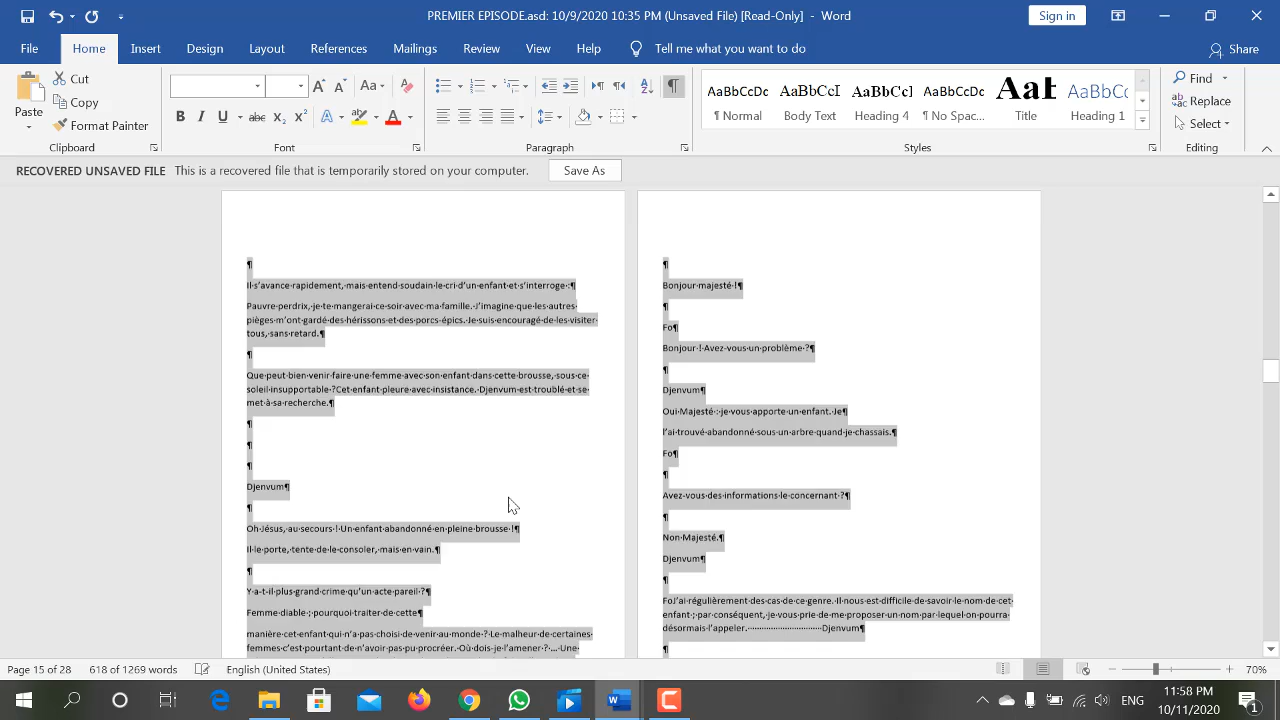 PREMIER EPISODE.asd: 10/9/2020 10:35 PM (Unsaved File) [Read-Only] - Word
Sign in
File Home Insert Design Layout References Mailings Review View Help Tell me what you want to do Share
Paste
Cut
Copy
Format Painter
Clipboard
Aa
B I U abc X₂ X²
Font
Paragraph
AaBbCcDc AaBbCcI AaBbCcI AaBbCcDc AaI AaBbCc
¶ Normal Body Text Heading 4 ¶ No Spac... Title Heading 1
Styles
Find
Replace
Select
Editing
RECOVERED UNSAVED FILE This is a recovered file that is temporarily stored on your computer. Save As
¶
Il·s’avance·rapidement,·mais·entend·soudain·le·cri·d’un·enfant·et·s’interroge·:¶
Pauvre·perdrix,·je·te·mangerai·ce·soir·avec·ma·famille.·J’imagine·que·les·autres·
pièges·m’ont·gardé·des·hérissons·et·des·porcs·épics.·Je·suis·encouragé·de·les·visiter·
tous,·sans·retard.¶
¶
Que·peut·bien·venir·faire·une·femme·avec·son·enfant·dans·cette·brousse,·sous·ce·
soleil·insupportable·?Cet·enfant·pleure·avec·insistance.·Djenvum·est·troublé·et·se·
met·à·sa·recherche.¶
¶
¶
¶
Djenvum¶
¶
Oh·Jésus,·au·secours·!·Un·enfant·abandonné·en·pleine·brousse·!¶
Il·le·porte,·tente·de·le·consoler,·mais·en·vain.¶
¶
Y·a-t-il·plus·grand·crime·qu’un·acte·pareil·?¶
Femme·diable·;·pourquoi·traiter·de·cette¶
manière·cet·enfant·qui·n’a·pas·choisi·de·venir·au·monde·?·Le·malheur·de·certaines·
femmes·c’est·pourtant·de·n’avoir·pas·pu·procréer.·Où·dois-je·l’amener·?·...·Une·
¶
Bonjour·majesté·!¶
¶
Fo¶
Bonjour·!·Avez-vous·un·problème·?¶
¶
Djenvum¶
Oui·Majesté·:·je·vous·apporte·un·enfant.·Je¶
l’ai·trouvé·abandonné·sous·un·arbre·quand·je·chassais.¶
Fo¶
¶
Avez-vous·des·informations·le·concernant·?¶
¶
Non·Majesté.¶
Djenvum¶
¶
FoJ’ai·régulièrement·des·cas·de·ce·genre.·Il·nous·est·difficile·de·savoir·le·nom·de·cet·
enfant·;·par·conséquent,·je·vous·prie·de·me·proposer·un·nom·par·lequel·on·pourra·
désormais·l’appeler.······························Djenvum¶
¶
Page 15 of 28 618 of 1269 words English (United States) 70%
ENG
11:58 PM
10/11/2020
1